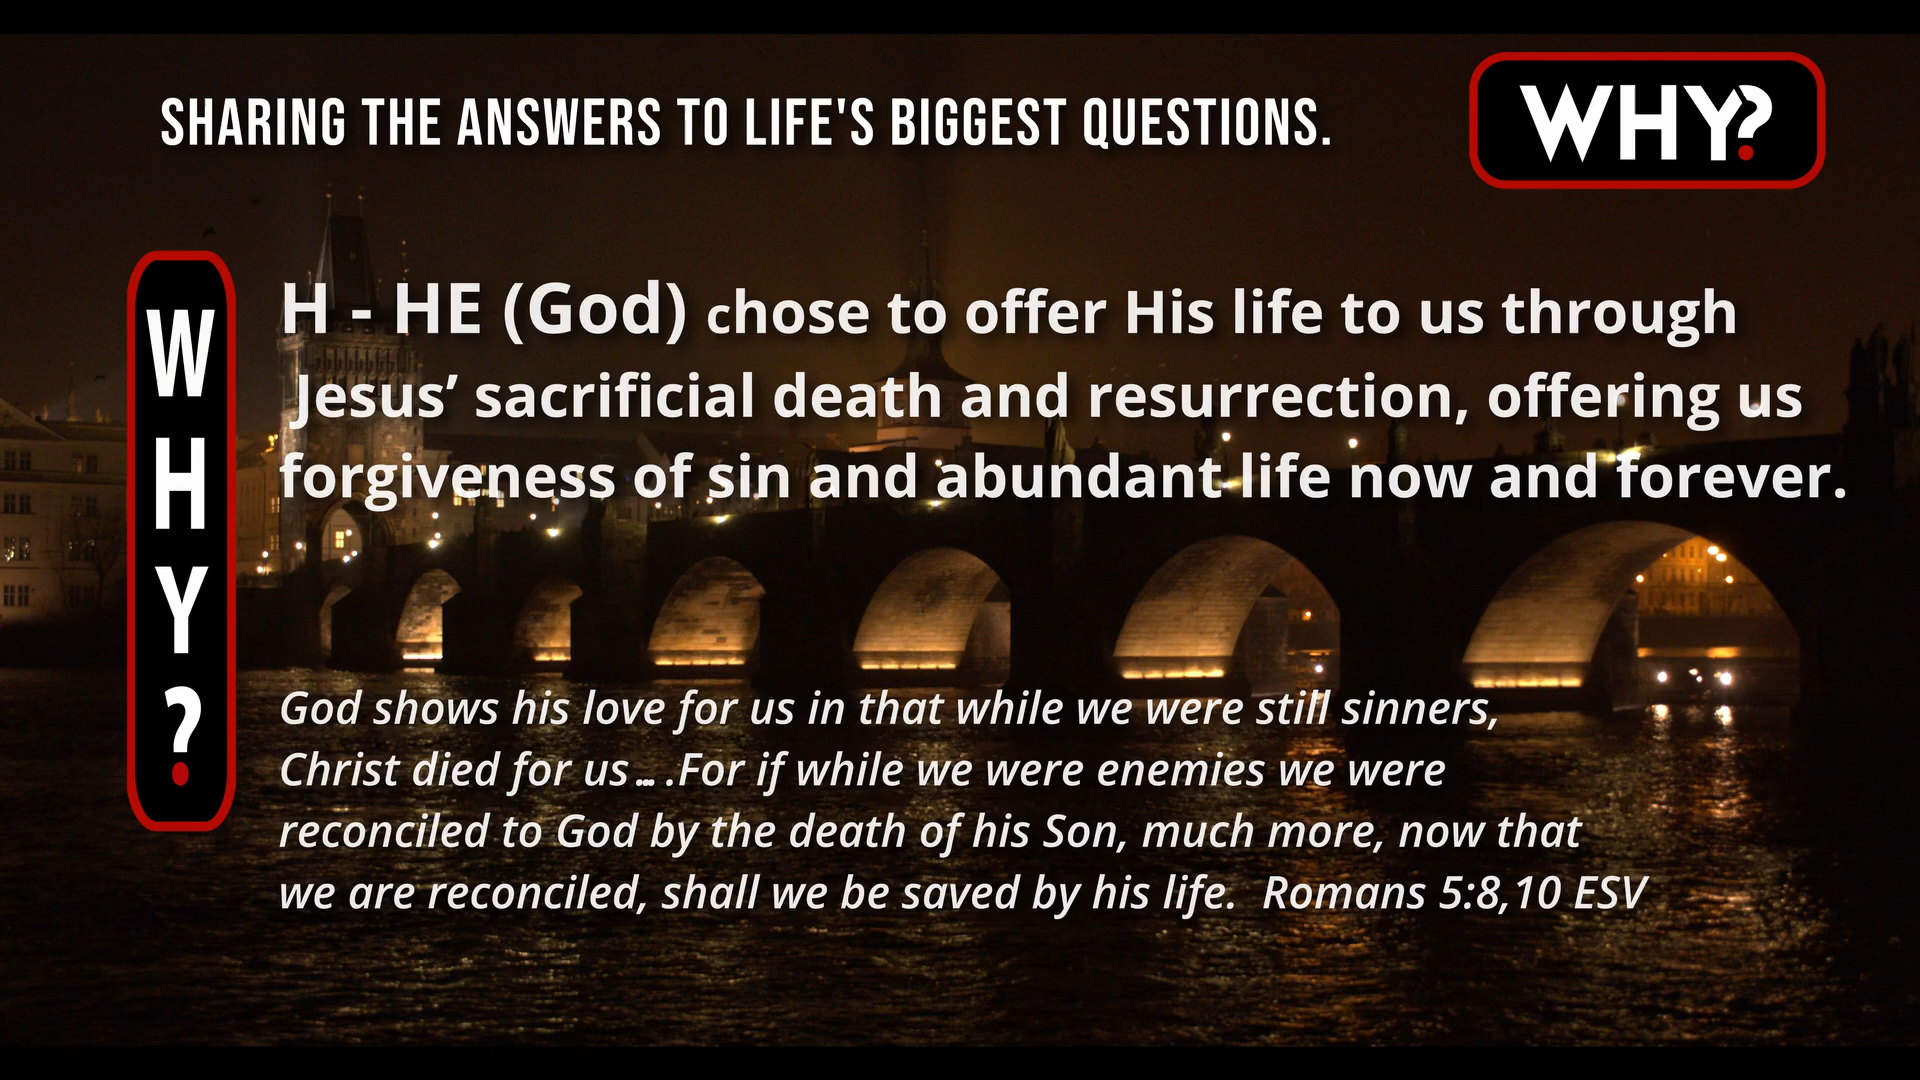 SHARING THE ANSWERS TO LIFE'S BIGGEST QUESTIONS.
WHY?
W
H
Y
?
H - HE (God) chose to offer His life to us through
Jesus’ sacrificial death and resurrection, offering us
forgiveness of sin and abundant life now and forever.
God shows his love for us in that while we were still sinners,
Christ died for us... .For if while we were enemies we were
reconciled to God by the death of his Son, much more, now that
we are reconciled, shall we be saved by his life. Romans 5:8,10 ESV